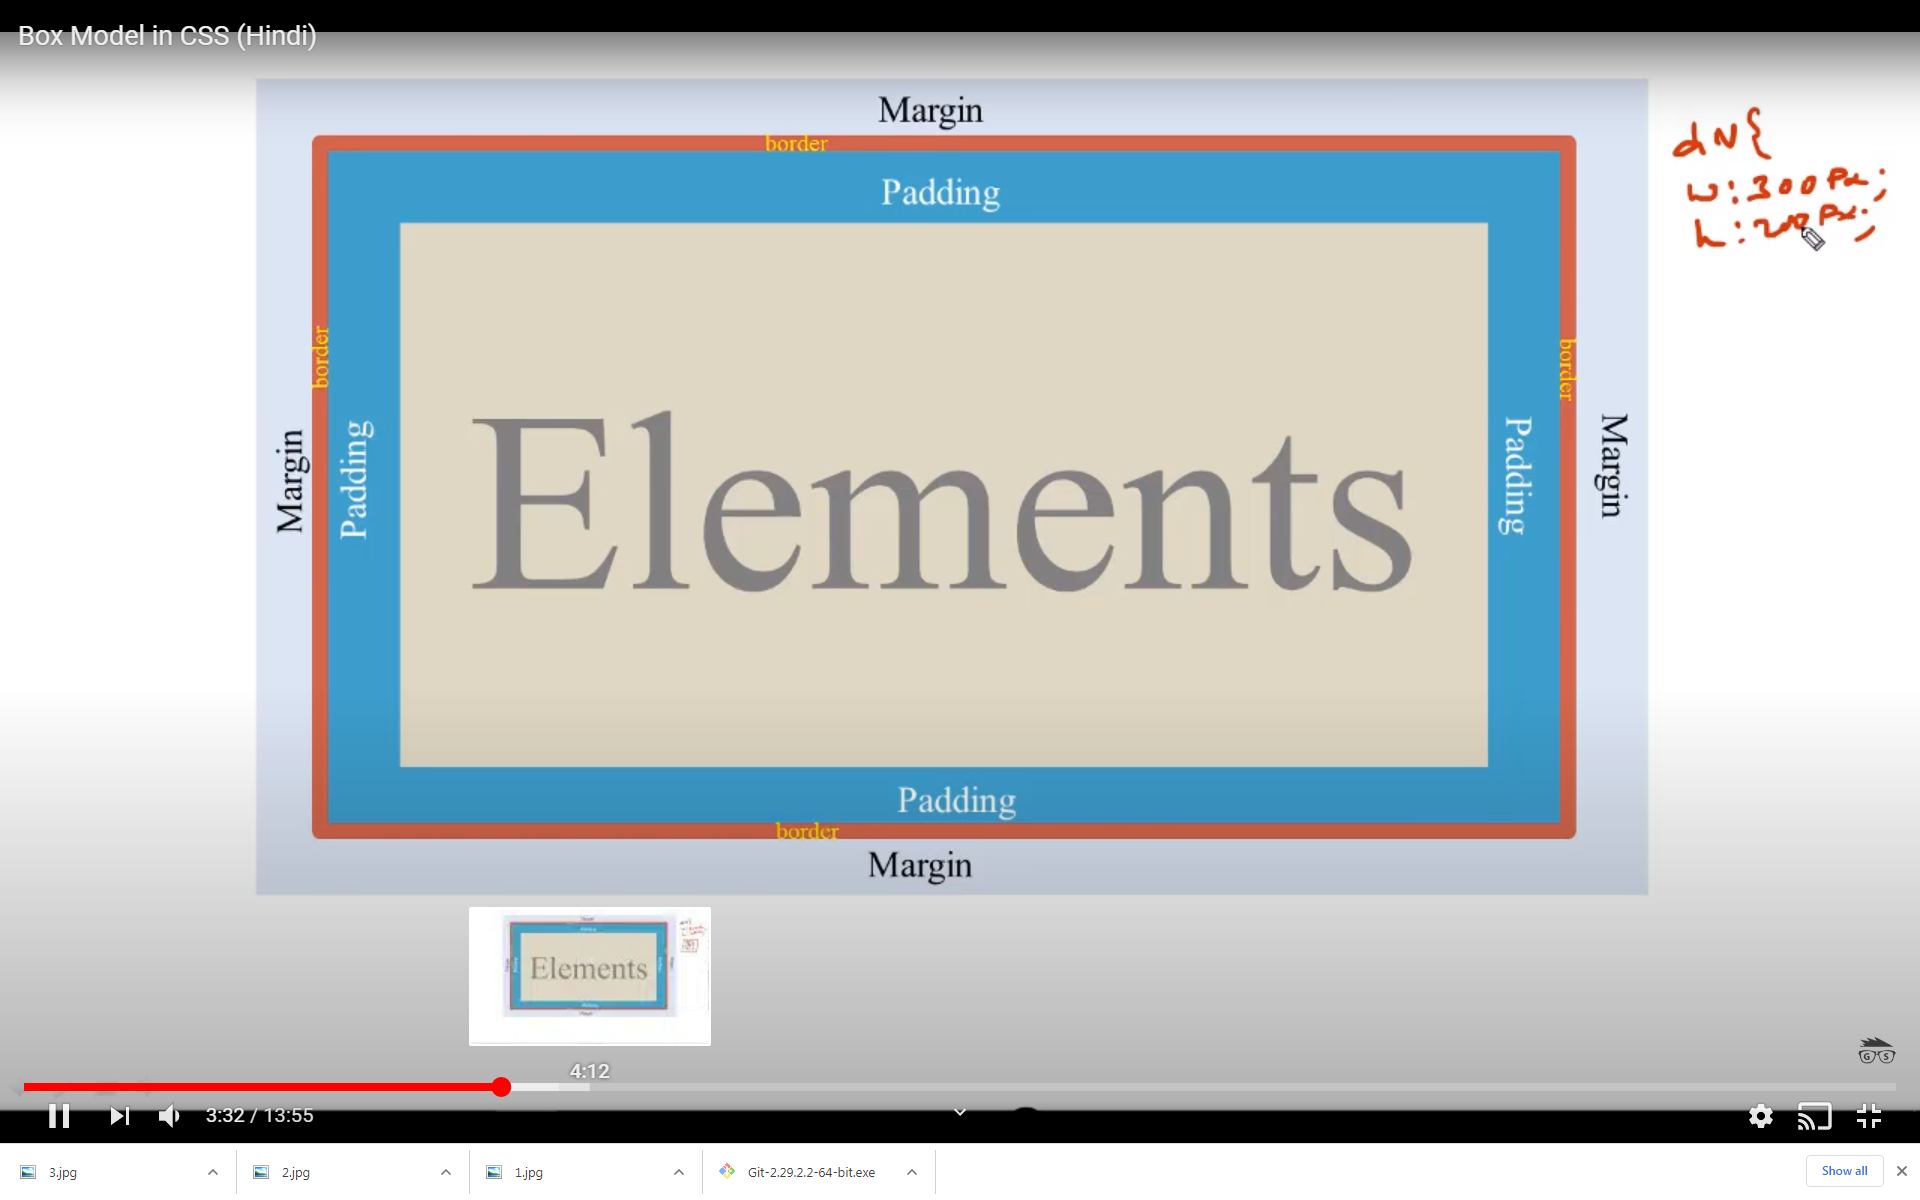 Box Model in CSS (Hindi)
Margin
border
Padding
div{
w:300Px;
h:200Px;
border
border
Margin
Padding
Elements
Padding
Margin
Padding
border
Margin
Elements
G S
4:12
3:32 / 13:55
3.jpg
2.jpg
1.jpg
Git-2.29.2.2-64-bit.exe
Show all